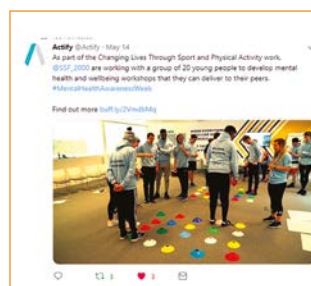 Actify @Actify · May 14
As part of the Changing Lives Through Sport and Physical Activity work,
@SSF_2000 are working with a group of 20 young people to develop mental
health and wellbeing workshops that they can deliver to their peers.
#MentalHealthAwarenessWeek
Find out more